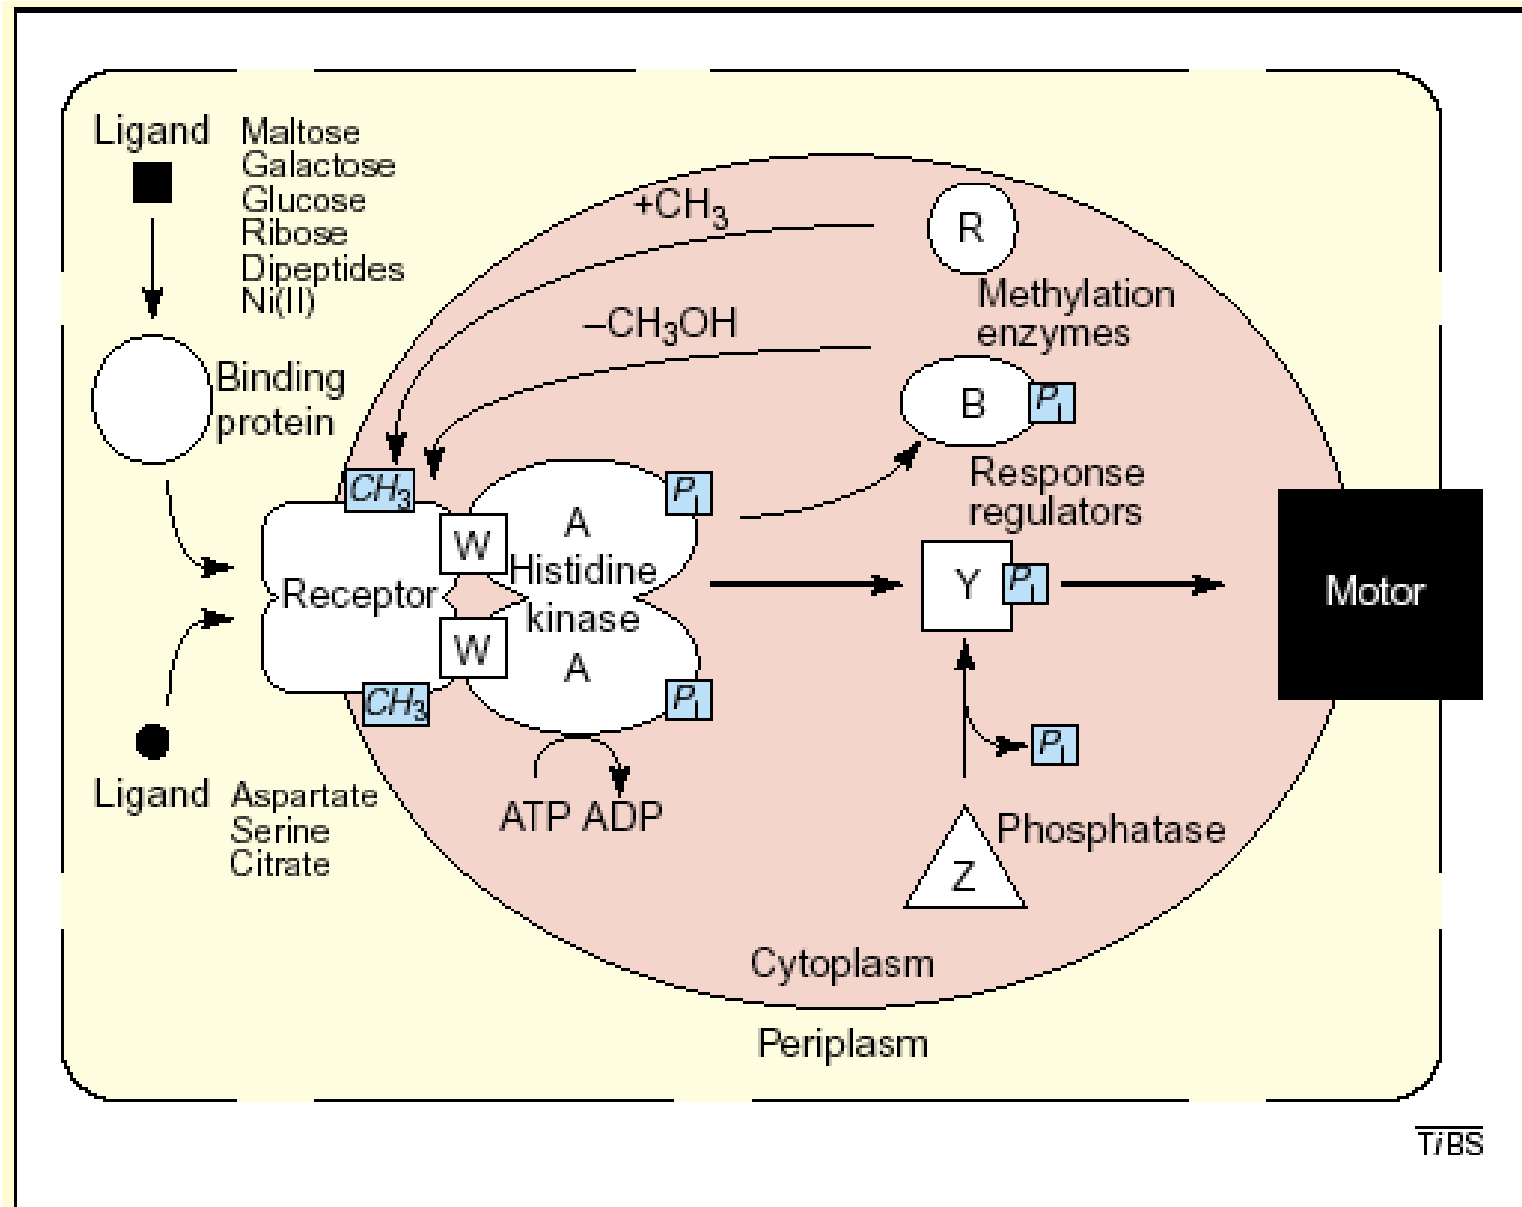 Ligand
Maltose
Galactose
Glucose
Ribose
Dipeptides
Ni(II)
Binding
protein
+CH3
–CH3OH
R
Methylation
enzymes
B
Pi
Response
regulators
CH3
W
A
Pi
Histidine
kinase
Receptor
W
A
Pi
CH3
Y
Pi
Motor
Ligand
Aspartate
Serine
Citrate
ATP ADP
Pi
Phosphatase
Z
Cytoplasm
Periplasm
TiBS